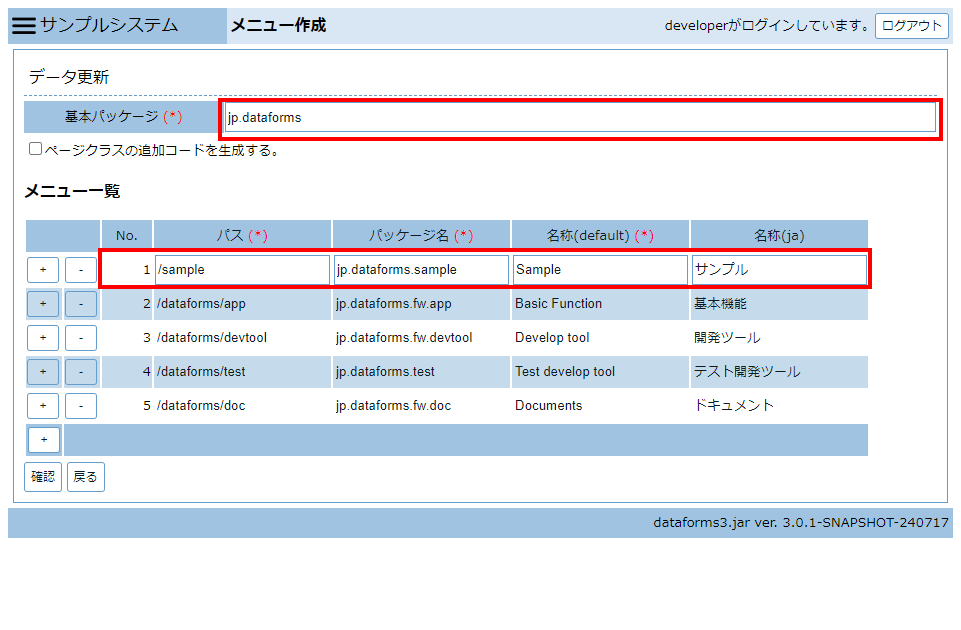 サンプルシステム メニュー作成 developerがログインしています。 ログアウト
データ更新
基本パッケージ (*) jp.dataforms
ページクラスの追加コードを生成する。
メニュー一覧
No. パス (*) パッケージ名 (*) 名称(default) (*) 名称(ja)
+ - 1 /sample jp.dataforms.sample Sample サンプル
+ - 2 /dataforms/app jp.dataforms.fw.app Basic Function 基本機能
+ - 3 /dataforms/devtool jp.dataforms.fw.devtool Develop tool 開発ツール
+ - 4 /dataforms/test jp.dataforms.test Test develop tool テスト開発ツール
+ - 5 /dataforms/doc jp.dataforms.fw.doc Documents ドキュメント
+
確認 戻る
dataforms3.jar ver. 3.0.1-SNAPSHOT-240717